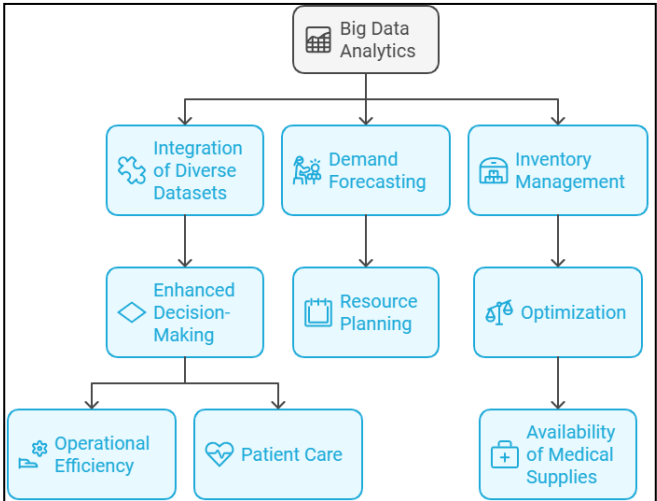 Big Data
Analytics
Integration
of Diverse
Datasets
Demand
Forecasting
Inventory
Management
Enhanced
Decision-
Making
Resource
Planning
Optimization
Operational
Efficiency
Patient Care
Availability
of Medical
Supplies